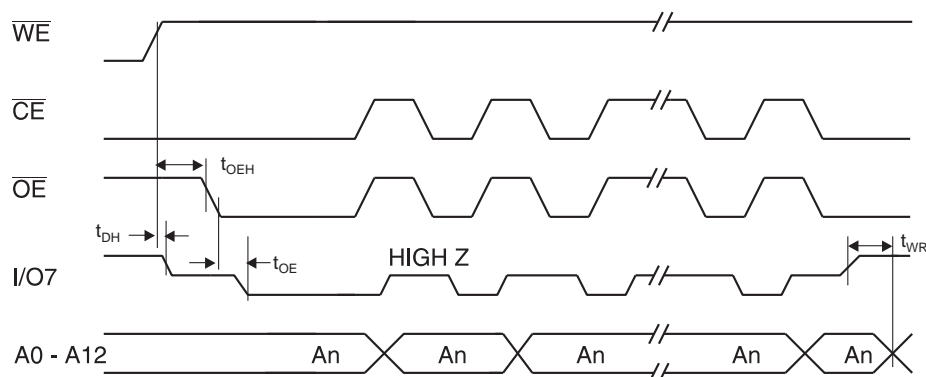 WE
CE
OE
tOEH
tDH
tOE
I/O7
HIGH Z
tWR
A0 - A12
An
An
An
An
An